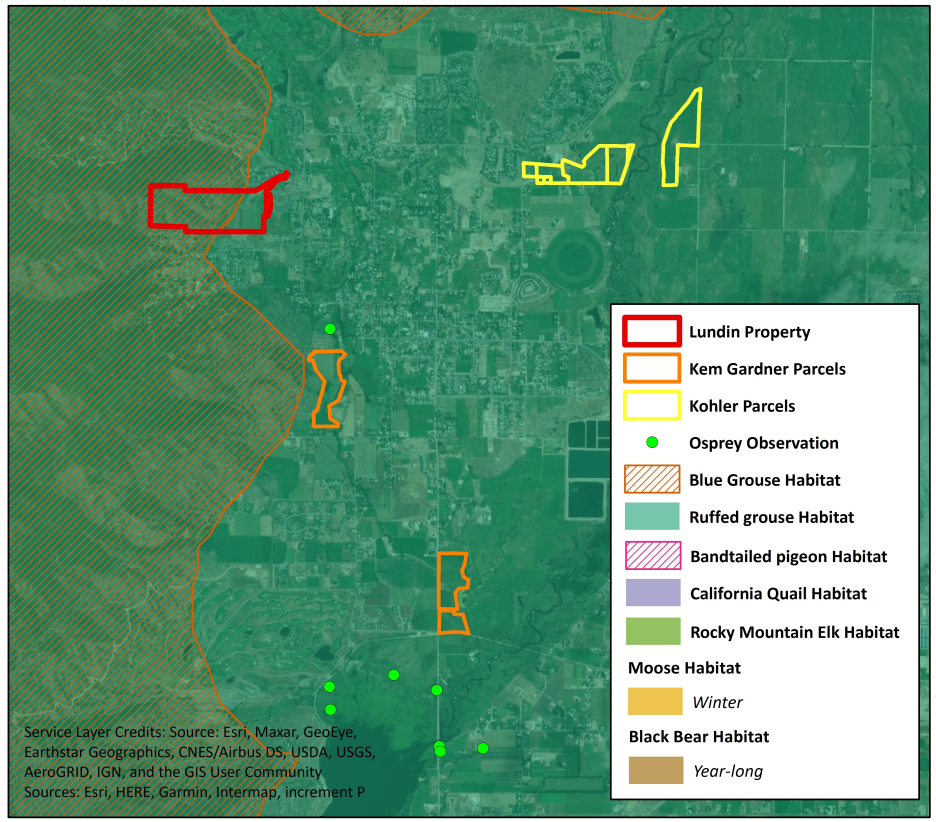 Lundin Property
Kem Gardner Parcels
Kohler Parcels
Osprey Observation
Blue Grouse Habitat
Ruffed grouse Habitat
Bandtailed pigeon Habitat
California Quail Habitat
Rocky Mountain Elk Habitat
Moose Habitat
Winter
Black Bear Habitat
Year-long
Service Layer Credits: Source: Esri, Maxar, GeoEye,
Earthstar Geographics, CNES/Airbus DS, USDA, USGS,
AeroGRID, IGN, and the GIS User Community
Sources: Esri, HERE, Garmin, Intermap, increment P